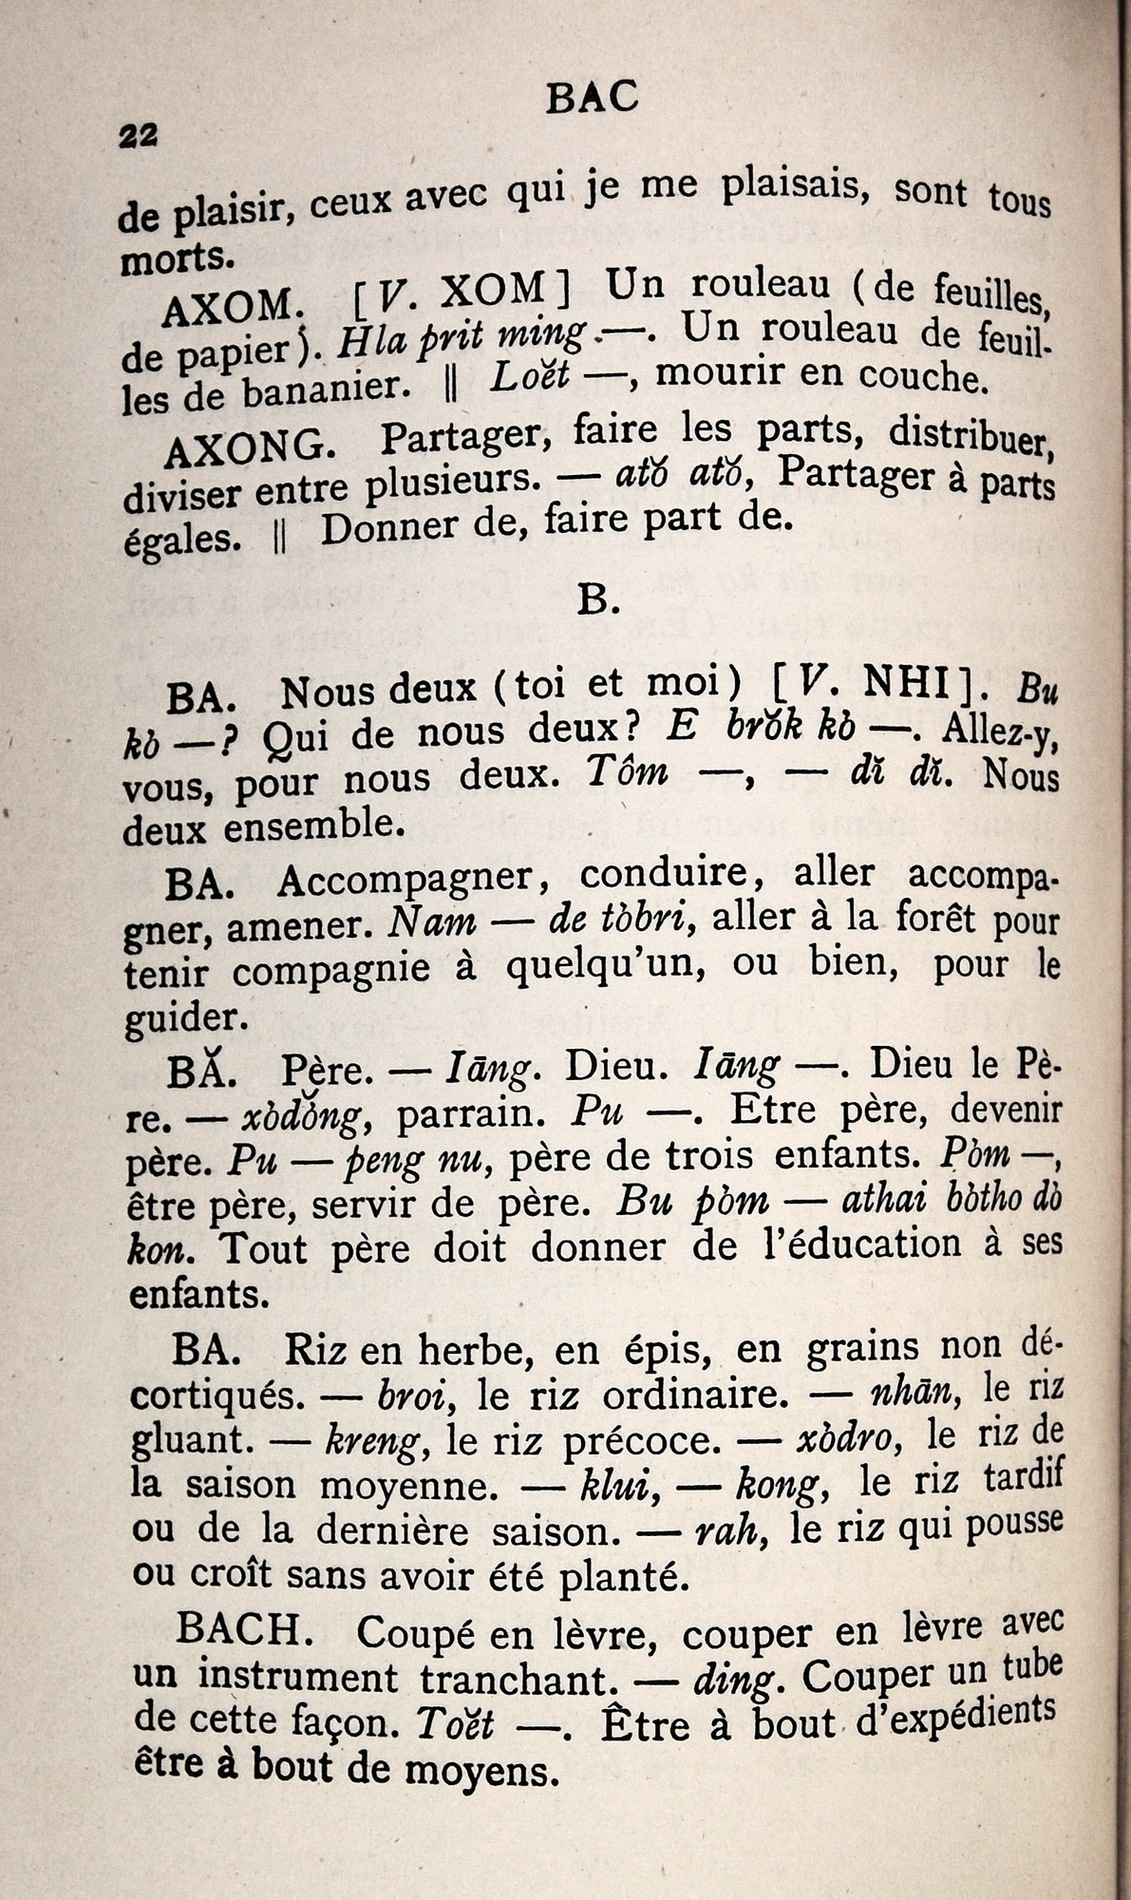 BAC
22
de plaisir, ceux avec qui je me plaisais, sont tous
morts.
AXOM. [V. XOM] Un rouleau (de feuilles,
de papier). Hla prit ming.—. Un rouleau de feuil-
les de bananier. || Loĕt —, mourir en couche.
AXONG. Partager, faire les parts, distribuer,
diviser entre plusieurs. — atŏ́ atŏ́, Partager à parts
égales. || Donner de, faire part de.
B.
BA. Nous deux (toi et moi) [V. NHI]. Bu
kò —? Qui de nous deux? E brŏ́k kò —. Allez-y,
vous, pour nous deux. Tôm —, — dĭ dĭ. Nous
deux ensemble.
BA. Accompagner, conduire, aller accompa-
gner, amener. Nam — de tòbri, aller à la forêt pour
tenir compagnie à quelqu'un, ou bien, pour le
guider.
BĂ. Père. — Iāng. Dieu. Iāng —. Dieu le Pè-
re. — xòdŏ̀ng, parrain. Pu —. Etre père, devenir
père. Pu — peng nu, père de trois enfants. Pòm —,
être père, servir de père. Bu pòm — athai bòtho dò
kon. Tout père doit donner de l'éducation à ses
enfants.
BA. Riz en herbe, en épis, en grains non dé-
cortiqués. — broi, le riz ordinaire. — nhān, le riz
gluant. — kreng, le riz précoce. — xòdro, le riz de
la saison moyenne. — klui, — kong, le riz tardif
ou de la dernière saison. — rah, le riz qui pousse
ou croît sans avoir été planté.
BACH. Coupé en lèvre, couper en lèvre avec
un instrument tranchant. — ding. Couper un tube
de cette façon. Toĕt —. Être à bout d'expédients
être à bout de moyens.